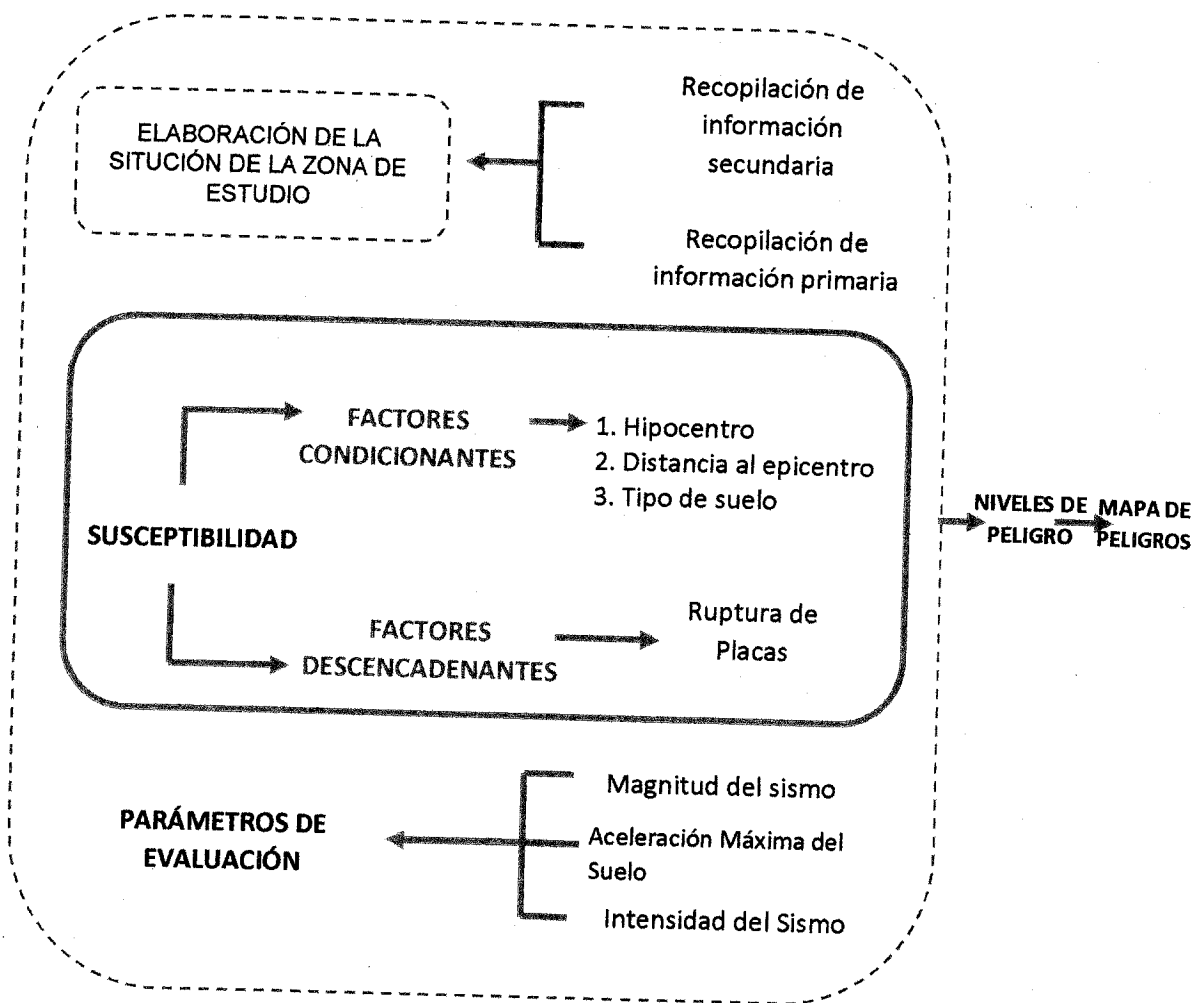 Recopilación de
información
secundaria
ELABORACIÓN DE LA
SITUCIÓN DE LA ZONA DE
ESTUDIO
Recopilación de
información primaria
FACTORES
CONDICIONANTES
1. Hipocentro
2. Distancia al epicentro
3. Tipo de suelo
SUSCEPTIBILIDAD
FACTORES
DESCENCADENANTES
Ruptura de
Placas
NIVELES DE
PELIGRO
MAPA DE
PELIGROS
PARÁMETROS DE
EVALUACIÓN
Magnitud del sismo
Aceleración Máxima del
Suelo
Intensidad del Sismo